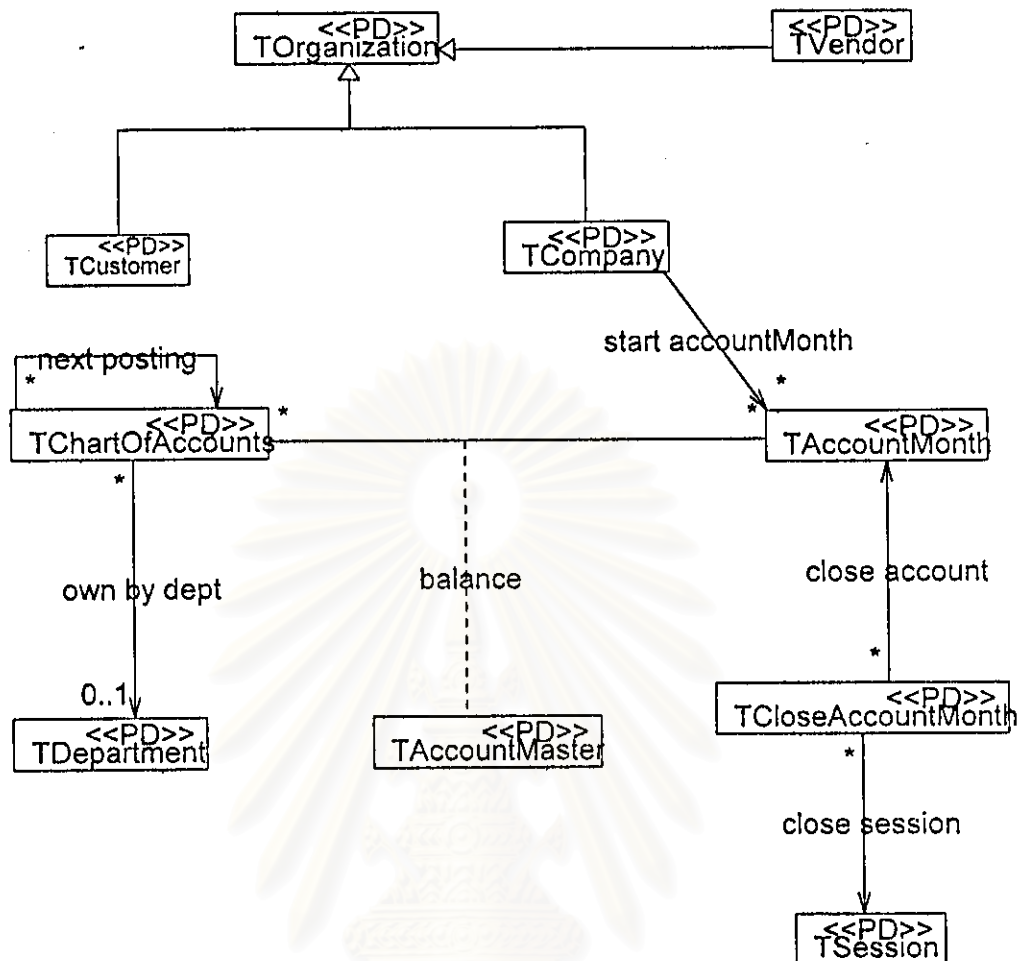 <<PD>>
TOrganization
<<PD>>
TVendor
<<PD>>
TCustomer
<<PD>>
TCompany
start accountMonth
next posting
*
*
*
*
<<PD>>
TChartOfAccounts
<<PD>>
TAccountMonth
*
own by dept
balance
close account
0..1
*
<<PD>>
TDepartment
<<PD>>
TAccountMaster
<<PD>>
TCloseAccountMonth
*
close session
<<PD>>
TSession